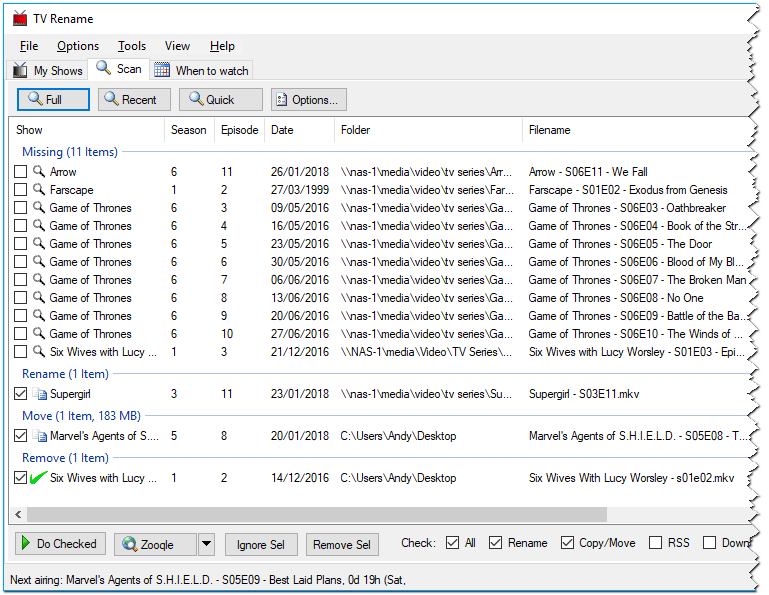 TV Rename
File Options Tools View Help
My Shows Scan When to watch
Full Recent Quick Options...
Show Season Episode Date Folder Filename
Missing (11 Items)
Arrow 6 11 26/01/2018 \\nas-1\media\video\tv series\Arr... Arrow - S06E11 - We Fall
Farscape 1 2 27/03/1999 \\nas-1\media\video\tv series\Far... Farscape - S01E02 - Exodus from Genesis
Game of Thrones 6 3 09/05/2016 \\nas-1\media\video\tv series\Ga... Game of Thrones - S06E03 - Oathbreaker
Game of Thrones 6 4 16/05/2016 \\nas-1\media\video\tv series\Ga... Game of Thrones - S06E04 - Book of the Str...
Game of Thrones 6 5 23/05/2016 \\nas-1\media\video\tv series\Ga... Game of Thrones - S06E05 - The Door
Game of Thrones 6 6 30/05/2016 \\nas-1\media\video\tv series\Ga... Game of Thrones - S06E06 - Blood of My Bl...
Game of Thrones 6 7 06/06/2016 \\nas-1\media\video\tv series\Ga... Game of Thrones - S06E07 - The Broken Man
Game of Thrones 6 8 13/06/2016 \\nas-1\media\video\tv series\Ga... Game of Thrones - S06E08 - No One
Game of Thrones 6 9 20/06/2016 \\nas-1\media\video\tv series\Ga... Game of Thrones - S06E09 - Battle of the Ba...
Game of Thrones 6 10 27/06/2016 \\nas-1\media\video\tv series\Ga... Game of Thrones - S06E10 - The Winds of ...
Six Wives with Lucy ... 1 3 21/12/2016 \\NAS-1\media\Video\TV Series\... Six Wives with Lucy Worsley - S01E03 - Epi...
Rename (1 Item)
Supergirl 3 11 23/01/2018 \\nas-1\media\video\tv series\Su... Supergirl - S03E11.mkv
Move (1 Item, 183 MB)
Marvel's Agents of S.... 5 8 20/01/2018 C:\Users\Andy\Desktop Marvel's Agents of S.H.I.E.L.D. - S05E08 - T...
Remove (1 Item)
Six Wives with Lucy ... 1 2 14/12/2016 C:\Users\Andy\Desktop Six Wives With Lucy Worsley - s01e02.mkv
Do Checked Zooqle Ignore Sel Remove Sel Check: All Rename Copy/Move RSS Down
Next airing: Marvel's Agents of S.H.I.E.L.D. - S05E09 - Best Laid Plans, 0d 19h (Sat,